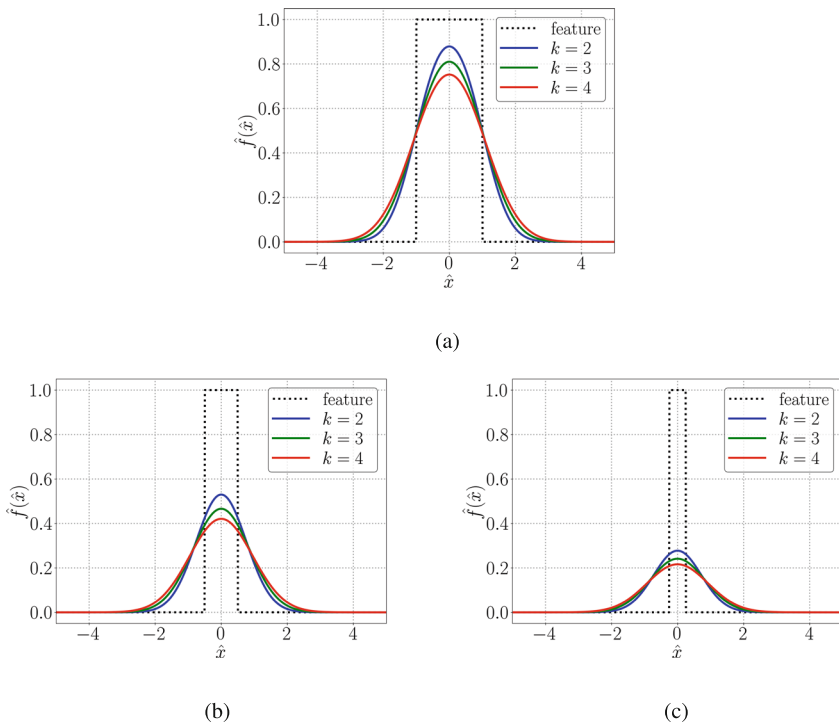 1.0
0.8
0.6
0.4
0.2
0.0
f̂(x̂)
−4 −2 0 2 4
x̂
feature
k = 2
k = 3
k = 4
(a)
1.0
0.8
0.6
0.4
0.2
0.0
f̂(x̂)
−4 −2 0 2 4
x̂
feature
k = 2
k = 3
k = 4
(b)
1.0
0.8
0.6
0.4
0.2
0.0
f̂(x̂)
−4 −2 0 2 4
x̂
feature
k = 2
k = 3
k = 4
(c)